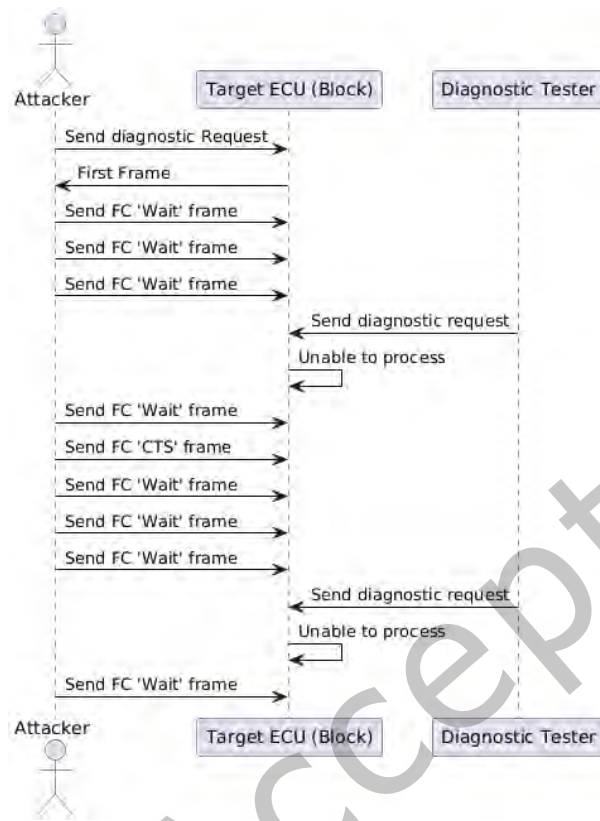 Attacker
Target ECU (Block)
Diagnostic Tester
Send diagnostic Request
First Frame
Send FC 'Wait' frame
Send FC 'Wait' frame
Send FC 'Wait' frame
Send diagnostic request
Unable to process
Send FC 'Wait' frame
Send FC 'CTS' frame
Send FC 'Wait' frame
Send FC 'Wait' frame
Send FC 'Wait' frame
Send diagnostic request
Unable to process
Send FC 'Wait' frame
Attacker
Target ECU (Block)
Diagnostic Tester
Accept